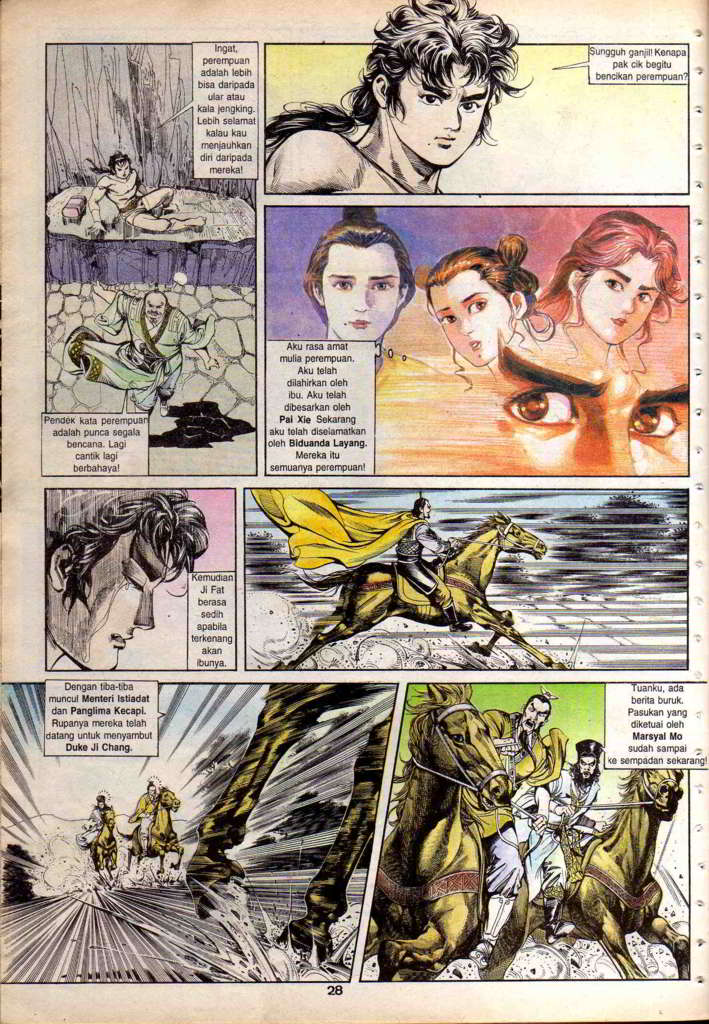 Ingat,
perempuan
adalah lebih
bisa daripada
ular atau
kala jengking.
Lebih selamat
kalau kau
menjauhkan
diri daripada
mereka!
Sungguh ganjil! Kenapa
pak cik begitu
bencikan perempuan?
Pendek kata perempuan
adalah punca segala
bencana. Lagi
cantik lagi
berbahaya!
Aku rasa amat
mulia perempuan.
Aku telah
dilahirkan oleh
ibu. Aku telah
dibesarkan oleh
Pai Xie Sekarang
aku telah diselamatkan
oleh Biduanda Layang.
Mereka itu
semuanya perempuan!
Kemudian
Ji Fat
berasa
sedih
apabila
terkenang
akan
ibunya.
Dengan tiba-tiba
muncul Menteri Istiadat
dan Panglima Kecapi.
Rupanya mereka telah
datang untuk menyambut
Duke Ji Chang.
Tuanku, ada
berita buruk.
Pasukan yang
diketuai oleh
Marsyal Mo
sudah sampai
ke sempadan sekarang!
28